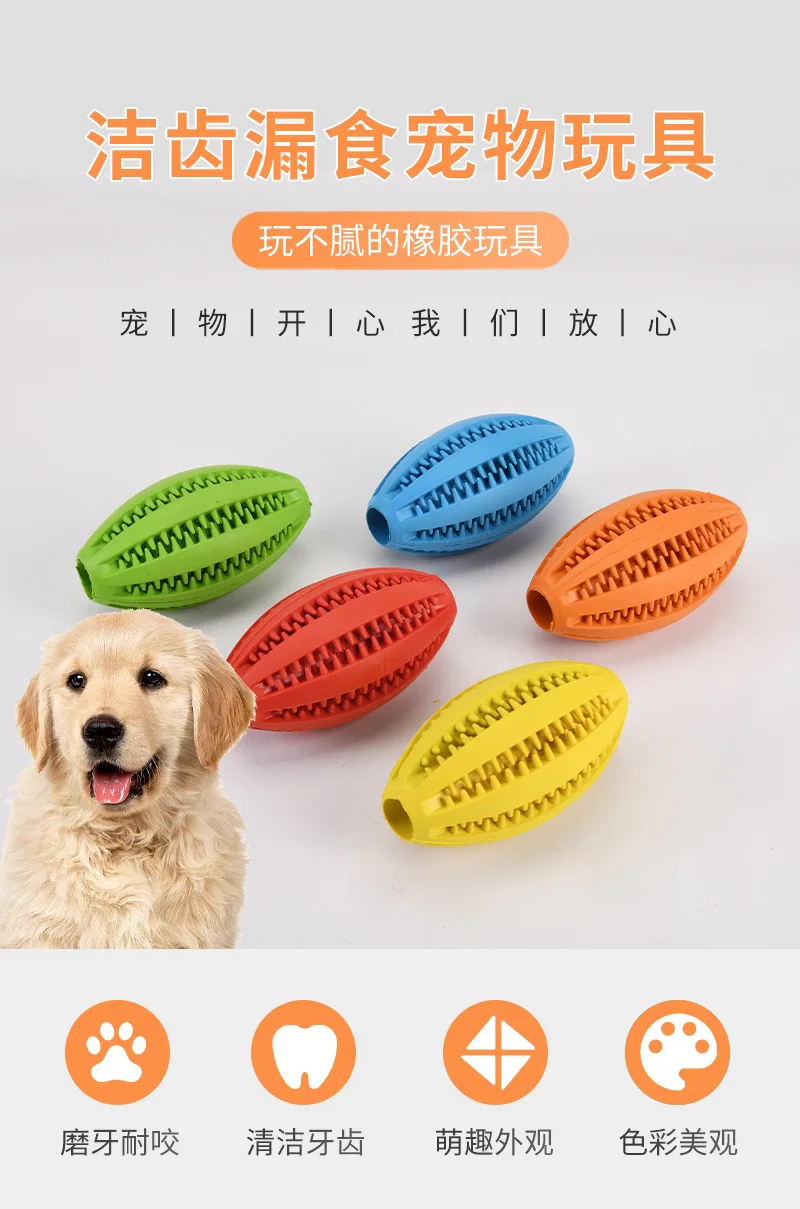 洁齿漏食宠物玩具
玩不腻的橡胶玩具
宠 | 物 | 开 | 心 我 | 们 | 放 | 心
磨牙耐咬 清洁牙齿 萌趣外观 色彩美观